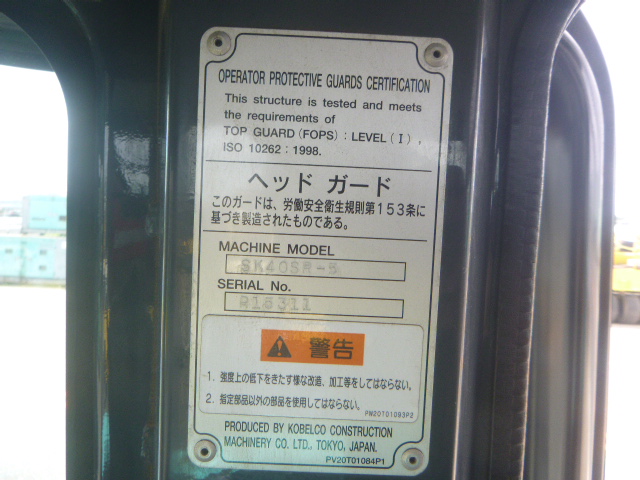 OPERATOR PROTECTIVE GUARDS CERTIFICATION
This structure is tested and meets
the requirements of
TOP GUARD (FOPS) : LEVEL ( I ) ,
ISO 10262 : 1998.
ヘッド ガード
このガードは、労働安全衛生規則第153条に
基づき製造されたものである。
MACHINE MODEL
SK40SR-5
SERIAL No.
015311
警告
1. 強度上の低下をきたす様な改造、加工等をしてはならない。
2. 指定部品以外の部品を使用してはならない。
PM20T01093P2
PRODUCED BY KOBELCO CONSTRUCTION
MACHINERY CO. LTD., TOKYO, JAPAN.
PV20T01084P1